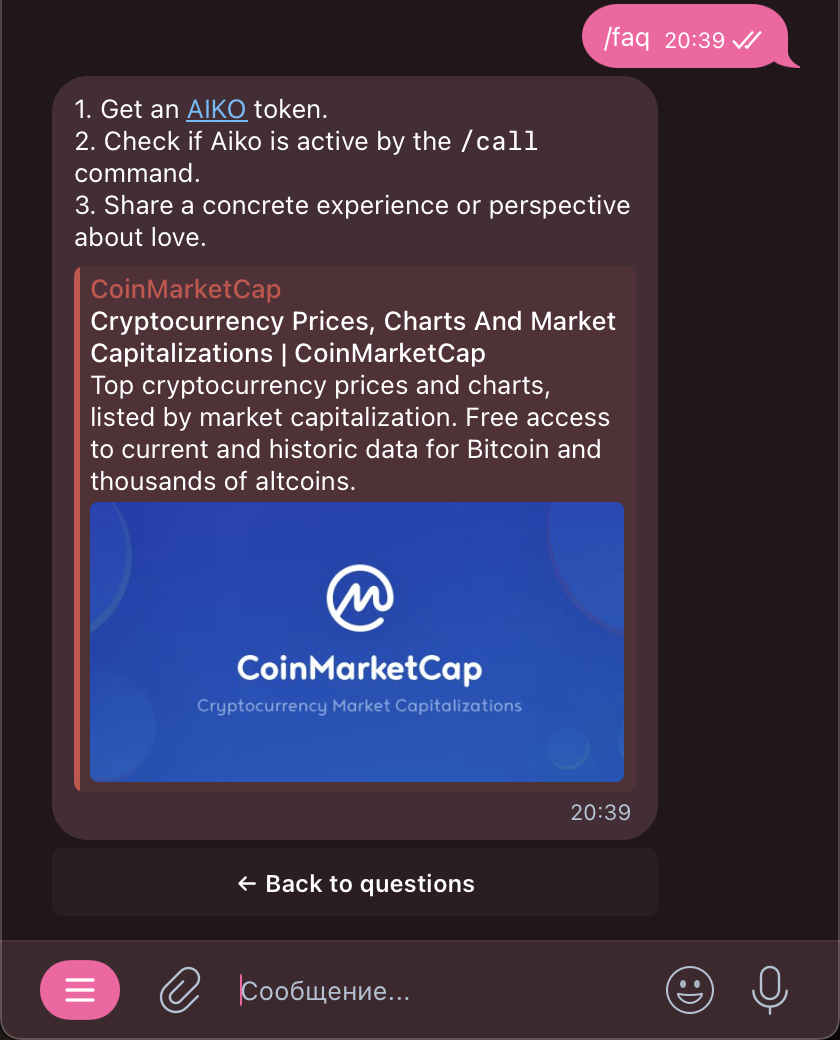 /faq 20:39
1. Get an AIKO token.
2. Check if Aiko is active by the /call
command.
3. Share a concrete experience or perspective
about love.
CoinMarketCap
Cryptocurrency Prices, Charts And Market
Capitalizations | CoinMarketCap
Top cryptocurrency prices and charts,
listed by market capitalization. Free access
to current and historic data for Bitcoin and
thousands of altcoins.
CoinMarketCap
Cryptocurrency Market Capitalizations
20:39
← Back to questions
Сообщение...